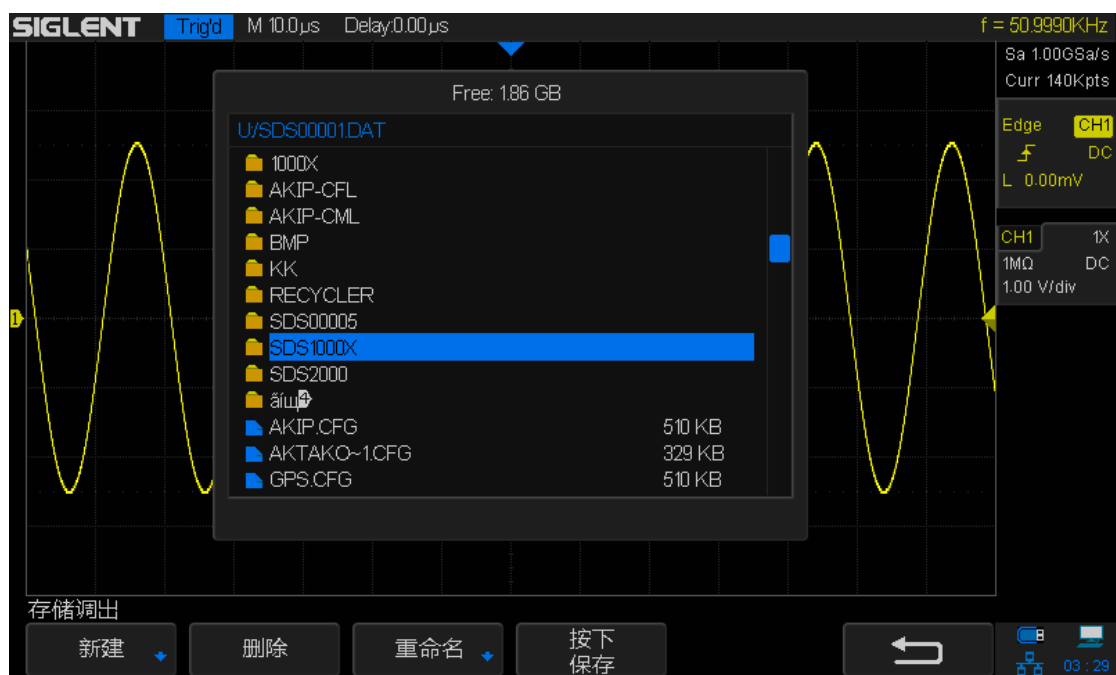 SIGLENT Trig'd M 10.0μs Delay:0.00μs f = 50.9990KHz
Sa 1.00GSa/s
Curr 140Kpts
Edge CH1
DC
L 0.00mV
CH1 1X
1MΩ DC
1.00 V/div
Free: 1.86 GB
U:/SDS00001.DAT
1000X
AKIP-CFL
AKIP-CML
BMP
KK
RECYCLER
SDS00005
SDS1000X
SDS2000
AKIP.CFG 510 KB
AKTAKO~1.CFG 329 KB
GPS.CFG 510 KB
1
存储调出
新建 删除 重命名 按下
保存
03 : 29